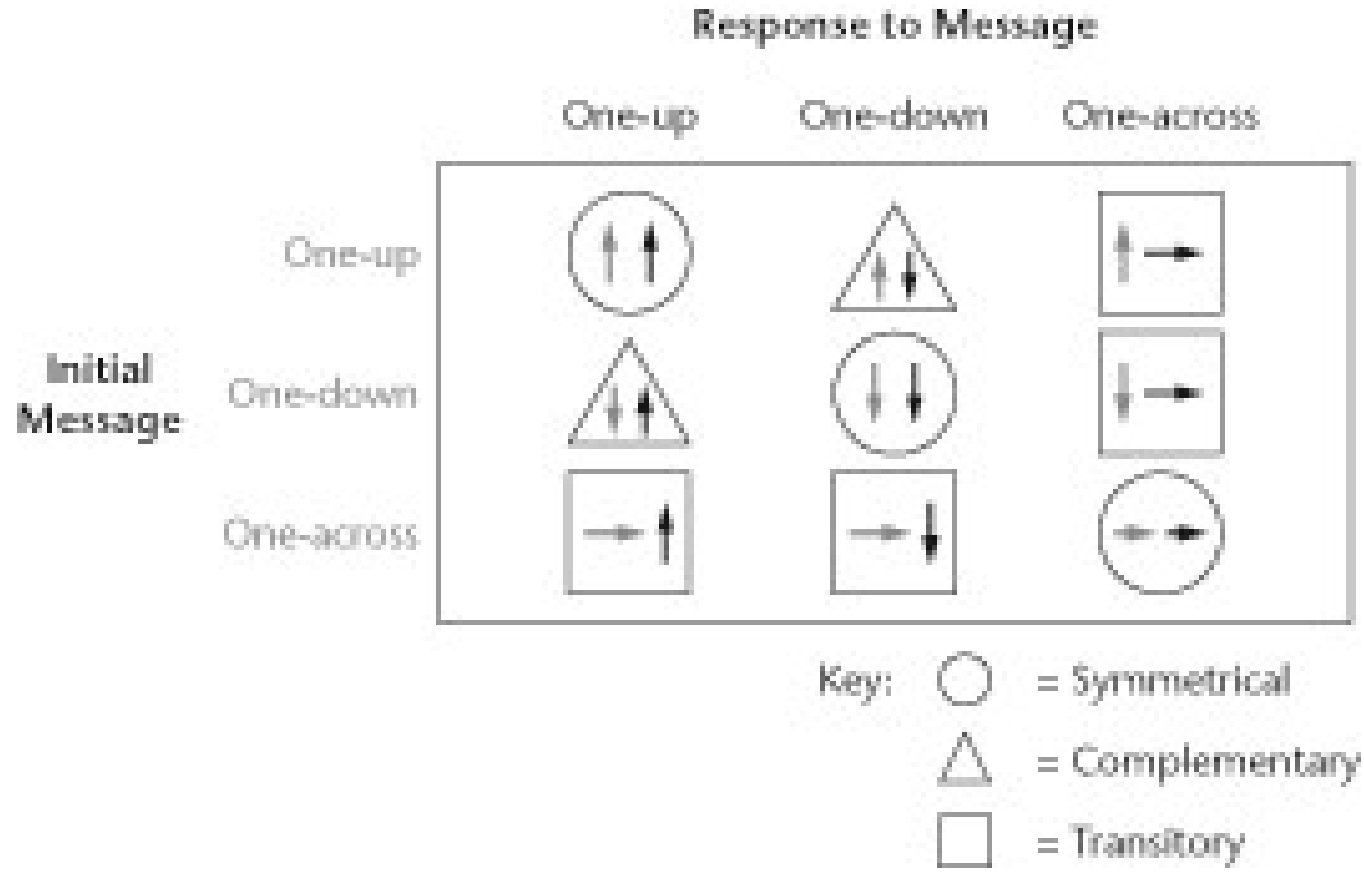 Response to Message
One-up One-down One-across
One-up
Initial
Message
One-down
One-across
Key: = Symmetrical
= Complementary
= Transitory